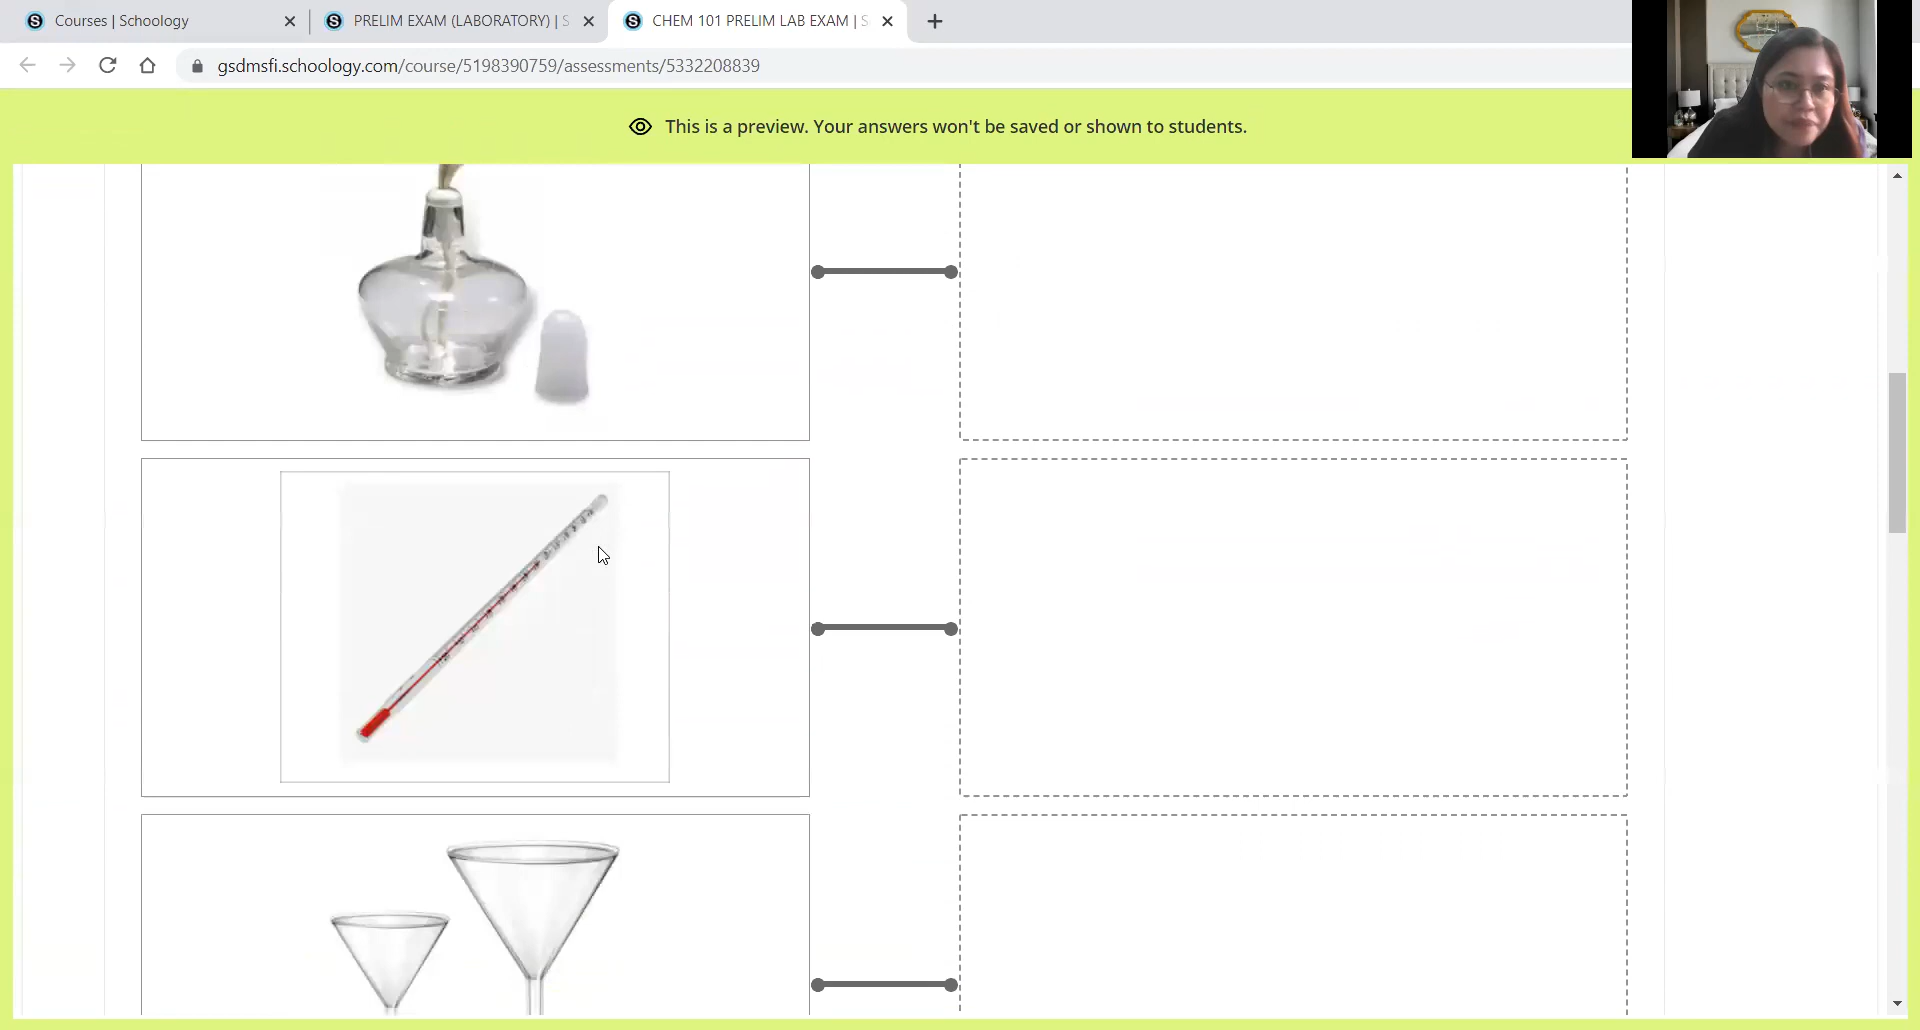 Courses | Schoology
PRELIM EXAM (LABORATORY) | S
CHEM 101 PRELIM LAB EXAM | S
gsdmsfi.schoology.com/course/5198390759/assessments/5332208839
This is a preview. Your answers won't be saved or shown to students.